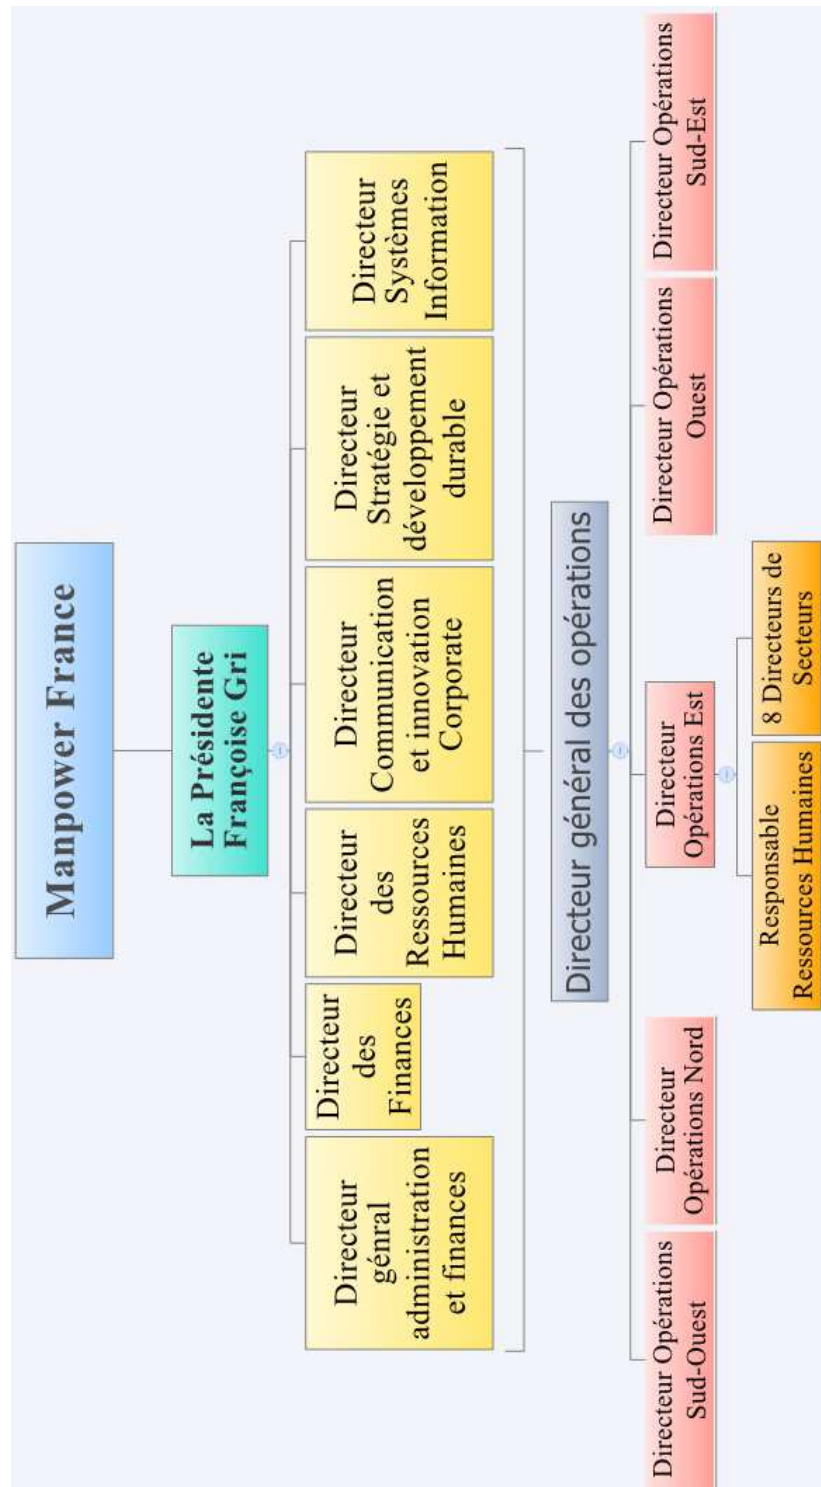 Manpower France
La Présidente
Françoise Gri
Directeur
génral
administration
et finances
Directeur
des
Finances
Directeur
des
Ressources
Humaines
Directeur
Communication
et innovation
Corporate
Directeur
Stratégie et
développement
durable
Directeur
Systèmes
Information
Directeur général des opérations
Directeur Opérations
Sud-Ouest
Directeur
Opérations Nord
Directeur
Opérations Est
Directeur Opérations
Ouest
Directeur Opérations
Sud-Est
Responsable
Ressources Humaines
8 Directeurs de
Secteurs